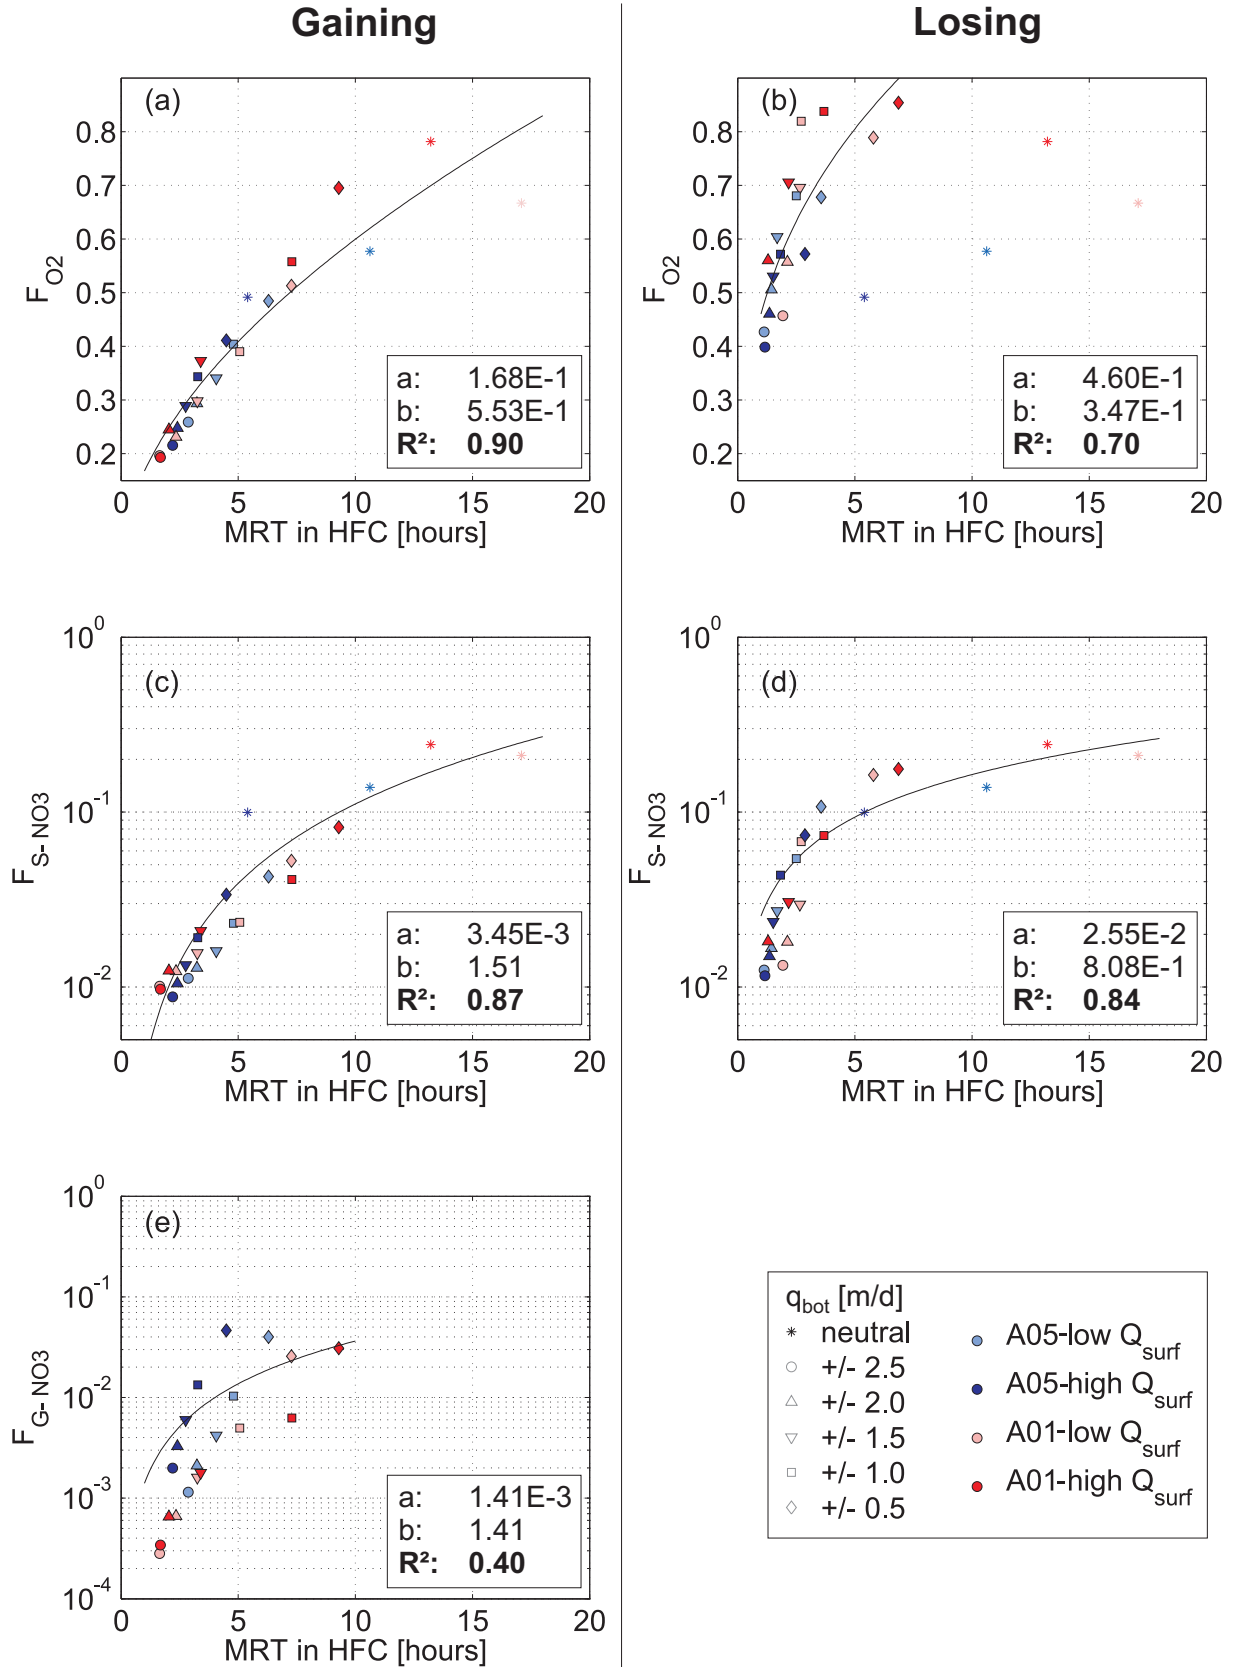 Gaining
Losing
(a)
F O2
0.8
0.7
0.6
0.5
0.4
0.3
0.2
a: 1.68E-1
b: 5.53E-1
R²: 0.90
0 5 10 15 20
MRT in HFC [hours]
(b)
F O2
0.8
0.7
0.6
0.5
0.4
0.3
0.2
a: 4.60E-1
b: 3.47E-1
R²: 0.70
0 5 10 15 20
MRT in HFC [hours]
(c)
F S-NO3
10^0
10^-1
10^-2
a: 3.45E-3
b: 1.51
R²: 0.87
0 5 10 15 20
MRT in HFC [hours]
(d)
F S-NO3
10^0
10^-1
10^-2
a: 2.55E-2
b: 8.08E-1
R²: 0.84
0 5 10 15 20
MRT in HFC [hours]
(e)
F G-NO3
10^0
10^-1
10^-2
10^-3
10^-4
a: 1.41E-3
b: 1.41
R²: 0.40
0 5 10 15 20
MRT in HFC [hours]
q bot [m/d]
neutral
+/- 2.5
+/- 2.0
+/- 1.5
+/- 1.0
+/- 0.5
A05-low Q surf
A05-high Q surf
A01-low Q surf
A01-high Q surf